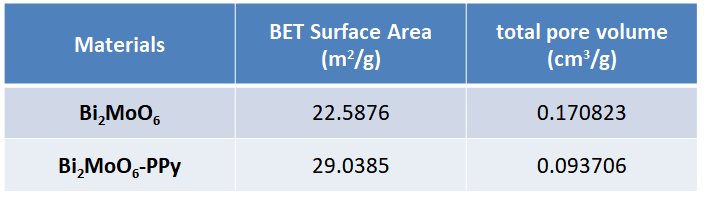 Materials
BET Surface Area
(m²/g)
total pore volume
(cm³/g)
Bi₂MoO₆
22.5876
0.170823
Bi₂MoO₆-PPy
29.0385
0.093706